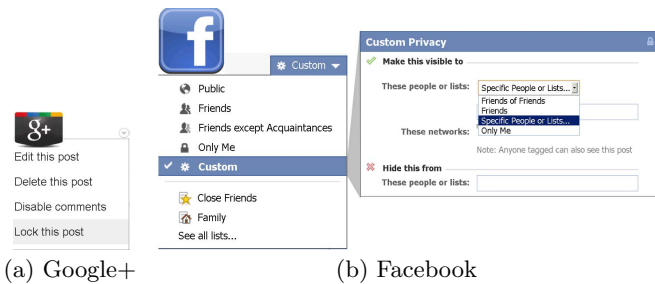 g+
Edit this post
Delete this post
Disable comments
Lock this post
(a) Google+
f
Custom
Public
Friends
Friends except Acquaintances
Only Me
Custom
Close Friends
Family
See all lists...
Custom Privacy
Make this visible to
These people or lists: Specific People or Lists...
Friends of Friends
Friends
Specific People or Lists...
These networks: Only Me
Note: Anyone tagged can also see this post
Hide this from
These people or lists:
(b) Facebook